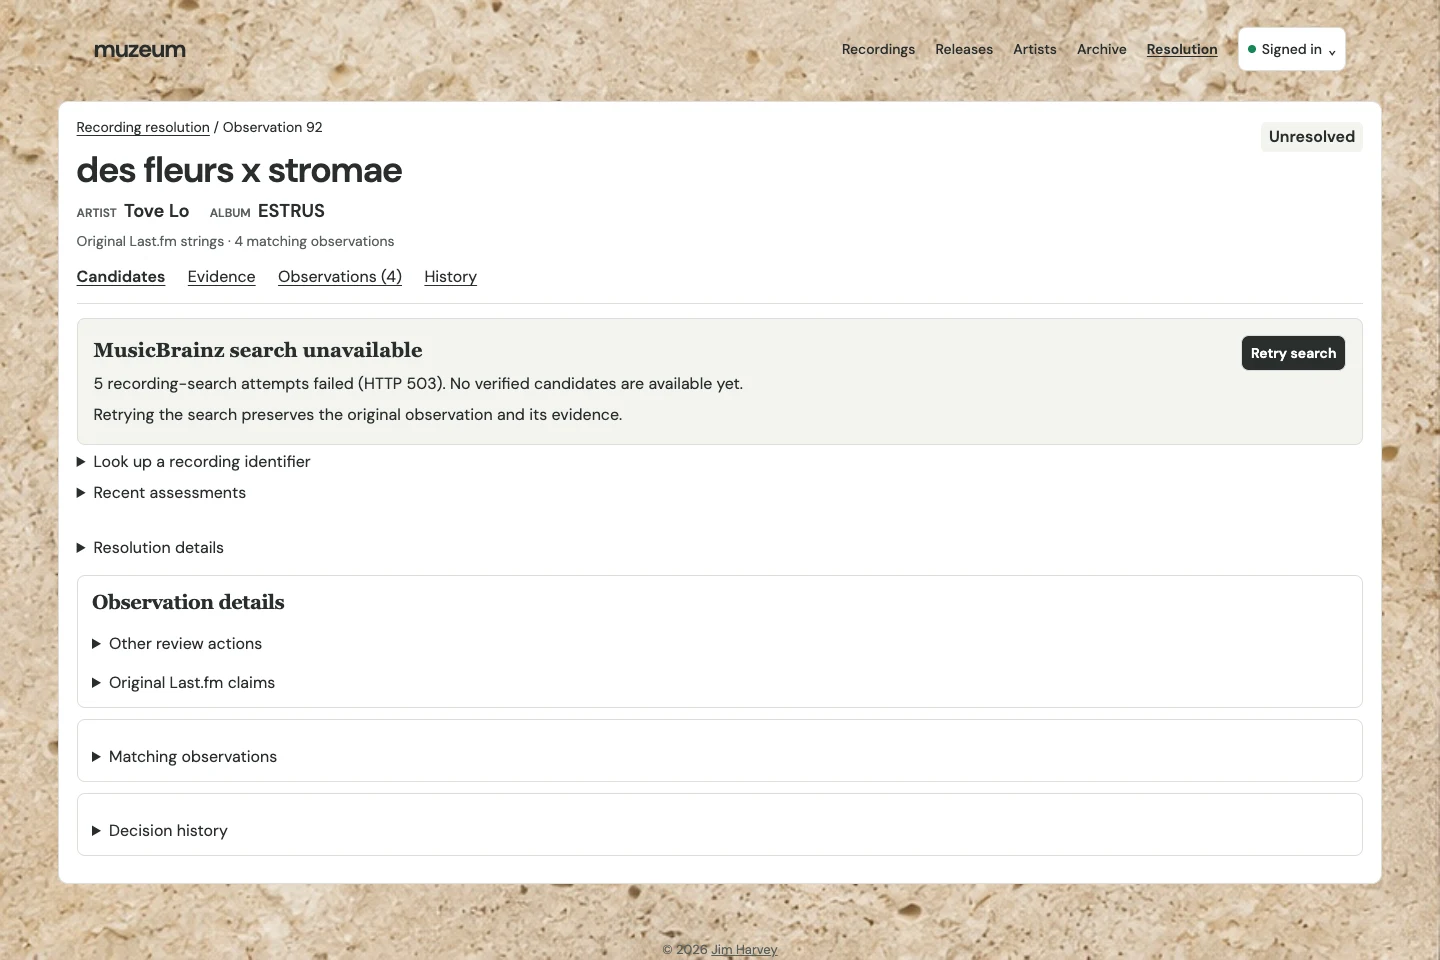 muzeum
Recordings Releases Artists Archive Resolution Signed in
Recording resolution / Observation 92
Unresolved
des fleurs x stromae
ARTIST Tove Lo ALBUM ESTRUS
Original Last.fm strings · 4 matching observations
Candidates Evidence Observations (4) History
MusicBrainz search unavailable
Retry search
5 recording-search attempts failed (HTTP 503). No verified candidates are available yet.
Retrying the search preserves the original observation and its evidence.
Look up a recording identifier
Recent assessments
Resolution details
Observation details
Other review actions
Original Last.fm claims
Matching observations
Decision history
© 2026 Jim Harvey